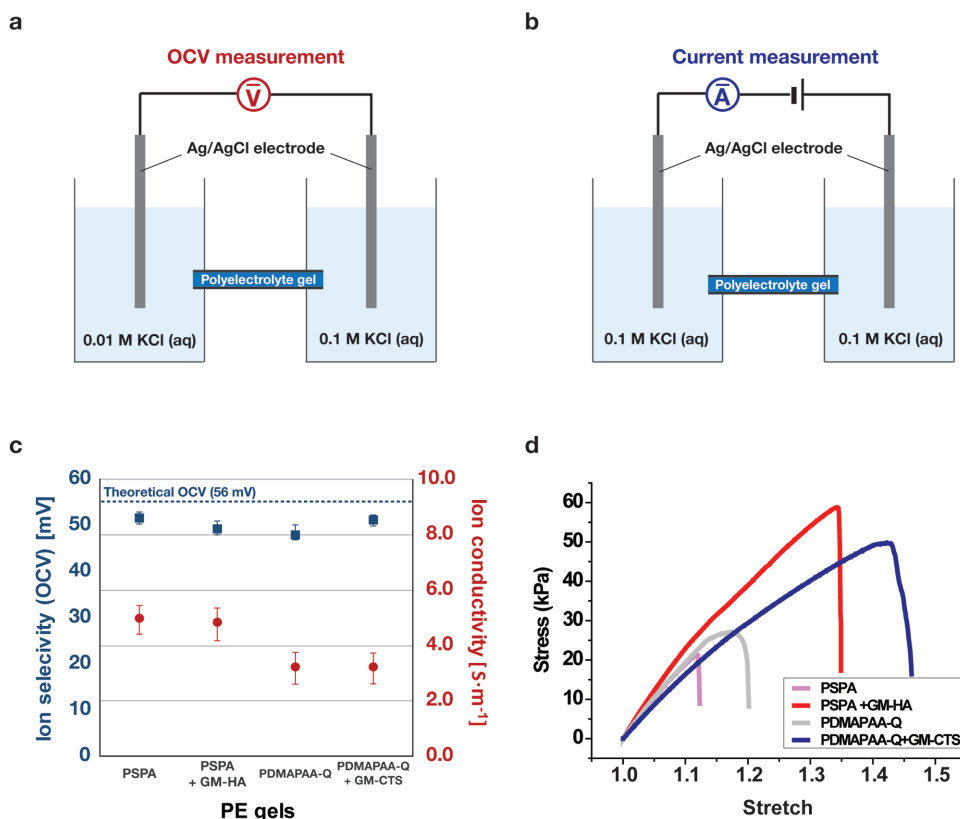 a
OCV measurement
V
Ag/AgCl electrode
Polyelectrolyte gel
0.01 M KCl (aq)
0.1 M KCl (aq)
b
Current measurement
A
Ag/AgCl electrode
Polyelectrolyte gel
0.1 M KCl (aq)
0.1 M KCl (aq)
c
Ion selecivity (OCV) [mV]
60
50
40
30
20
10
0
Theoretical OCV (56 mV)
10.0
8.0
6.0
4.0
2.0
0.0
Ion conductivity [S·m⁻¹]
PSPA
PSPA
+ GM-HA
PDMAPAA-Q
PDMAPAA-Q
+ GM-CTS
PE gels
d
Stress (kPa)
60
50
40
30
20
10
0
PSPA
PSPA +GM-HA
PDMAPAA-Q
PDMAPAA-Q+GM-CTS
1.0
1.1
1.2
1.3
1.4
1.5
Stretch